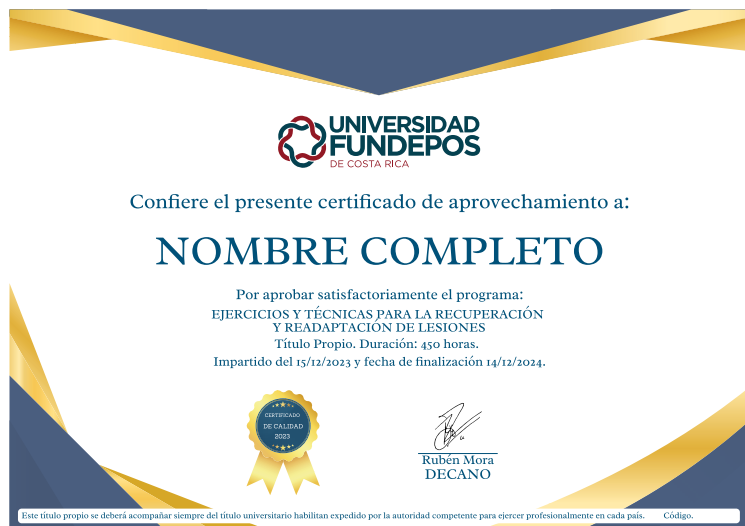 UNIVERSIDAD
FUNDEPOS
DE COSTA RICA
Confiere el presente certificado de aprovechamiento a:
NOMBRE COMPLETO
Por aprobar satisfactoriamente el programa:
EJERCICIOS Y TÉCNICAS PARA LA RECUPERACIÓN
Y READAPTACIÓN DE LESIONES
Título Propio. Duración: 450 horas.
Impartido del 15/12/2023 y fecha de finalización 14/12/2024.
CERTIFICADO
DE CALIDAD
2023
Rubén Mora
DECANO
Este título propio se deberá acompañar siempre del título universitario habilitan expedido por la autoridad competente para ejercer profesionalmente en cada país. Código.